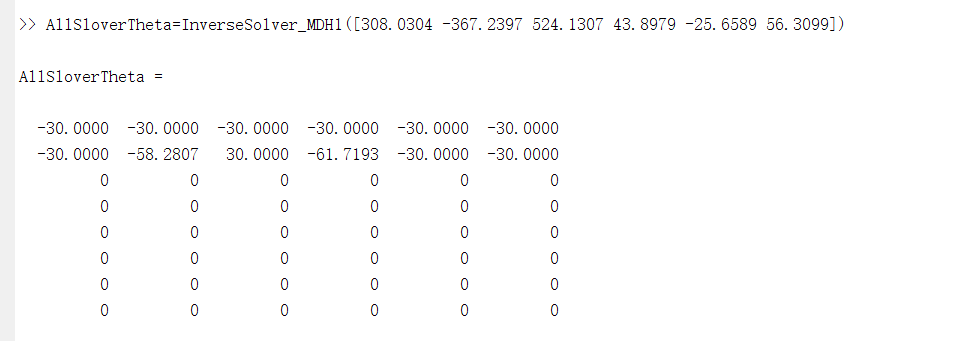 >> AllSloverTheta=InverseSolver_MDH1([308.0304 -367.2397 524.1307 43.8979 -25.6589 56.3099])
AllSloverTheta =
-30.0000 -30.0000 -30.0000 -30.0000 -30.0000 -30.0000
-30.0000 -58.2807 30.0000 -61.7193 -30.0000 -30.0000
0 0 0 0 0 0
0 0 0 0 0 0
0 0 0 0 0 0
0 0 0 0 0 0
0 0 0 0 0 0
0 0 0 0 0 0